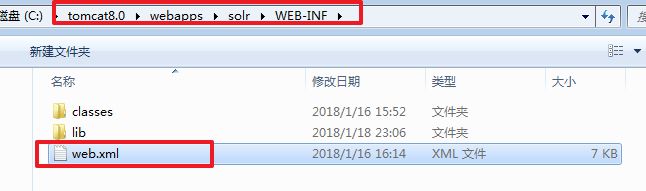 磁盘 (C:) ▸ tomcat8.0 ▸ webapps ▸ solr ▸ WEB-INF ▸
新建文件夹
名称 修改日期 类型 大小
classes 2018/1/16 15:52 文件夹
lib 2018/1/18 23:06 文件夹
web.xml 2018/1/16 16:14 XML 文件 7 KB